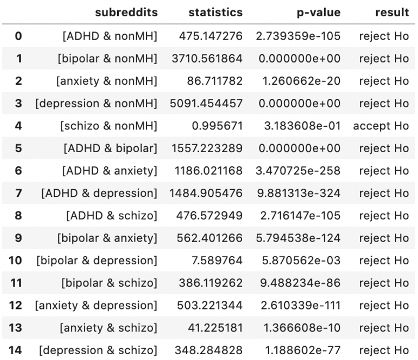 subreddits statistics p-value result
0 [ADHD & nonMH] 475.147276 2.739359e-105 reject Ho
1 [bipolar & nonMH] 3710.561864 0.000000e+00 reject Ho
2 [anxiety & nonMH] 86.711782 1.260662e-20 reject Ho
3 [depression & nonMH] 5091.454457 0.000000e+00 reject Ho
4 [schizo & nonMH] 0.995671 3.183608e-01 accept Ho
5 [ADHD & bipolar] 1557.223289 0.000000e+00 reject Ho
6 [ADHD & anxiety] 1186.021168 3.470725e-258 reject Ho
7 [ADHD & depression] 1484.905476 9.881313e-324 reject Ho
8 [ADHD & schizo] 476.572949 2.716147e-105 reject Ho
9 [bipolar & anxiety] 562.401266 5.794538e-124 reject Ho
10 [bipolar & depression] 7.589764 5.870562e-03 reject Ho
11 [bipolar & schizo] 386.119262 9.488234e-86 reject Ho
12 [anxiety & depression] 503.221344 2.610339e-111 reject Ho
13 [anxiety & schizo] 41.225181 1.366608e-10 reject Ho
14 [depression & schizo] 348.284828 1.188602e-77 reject Ho